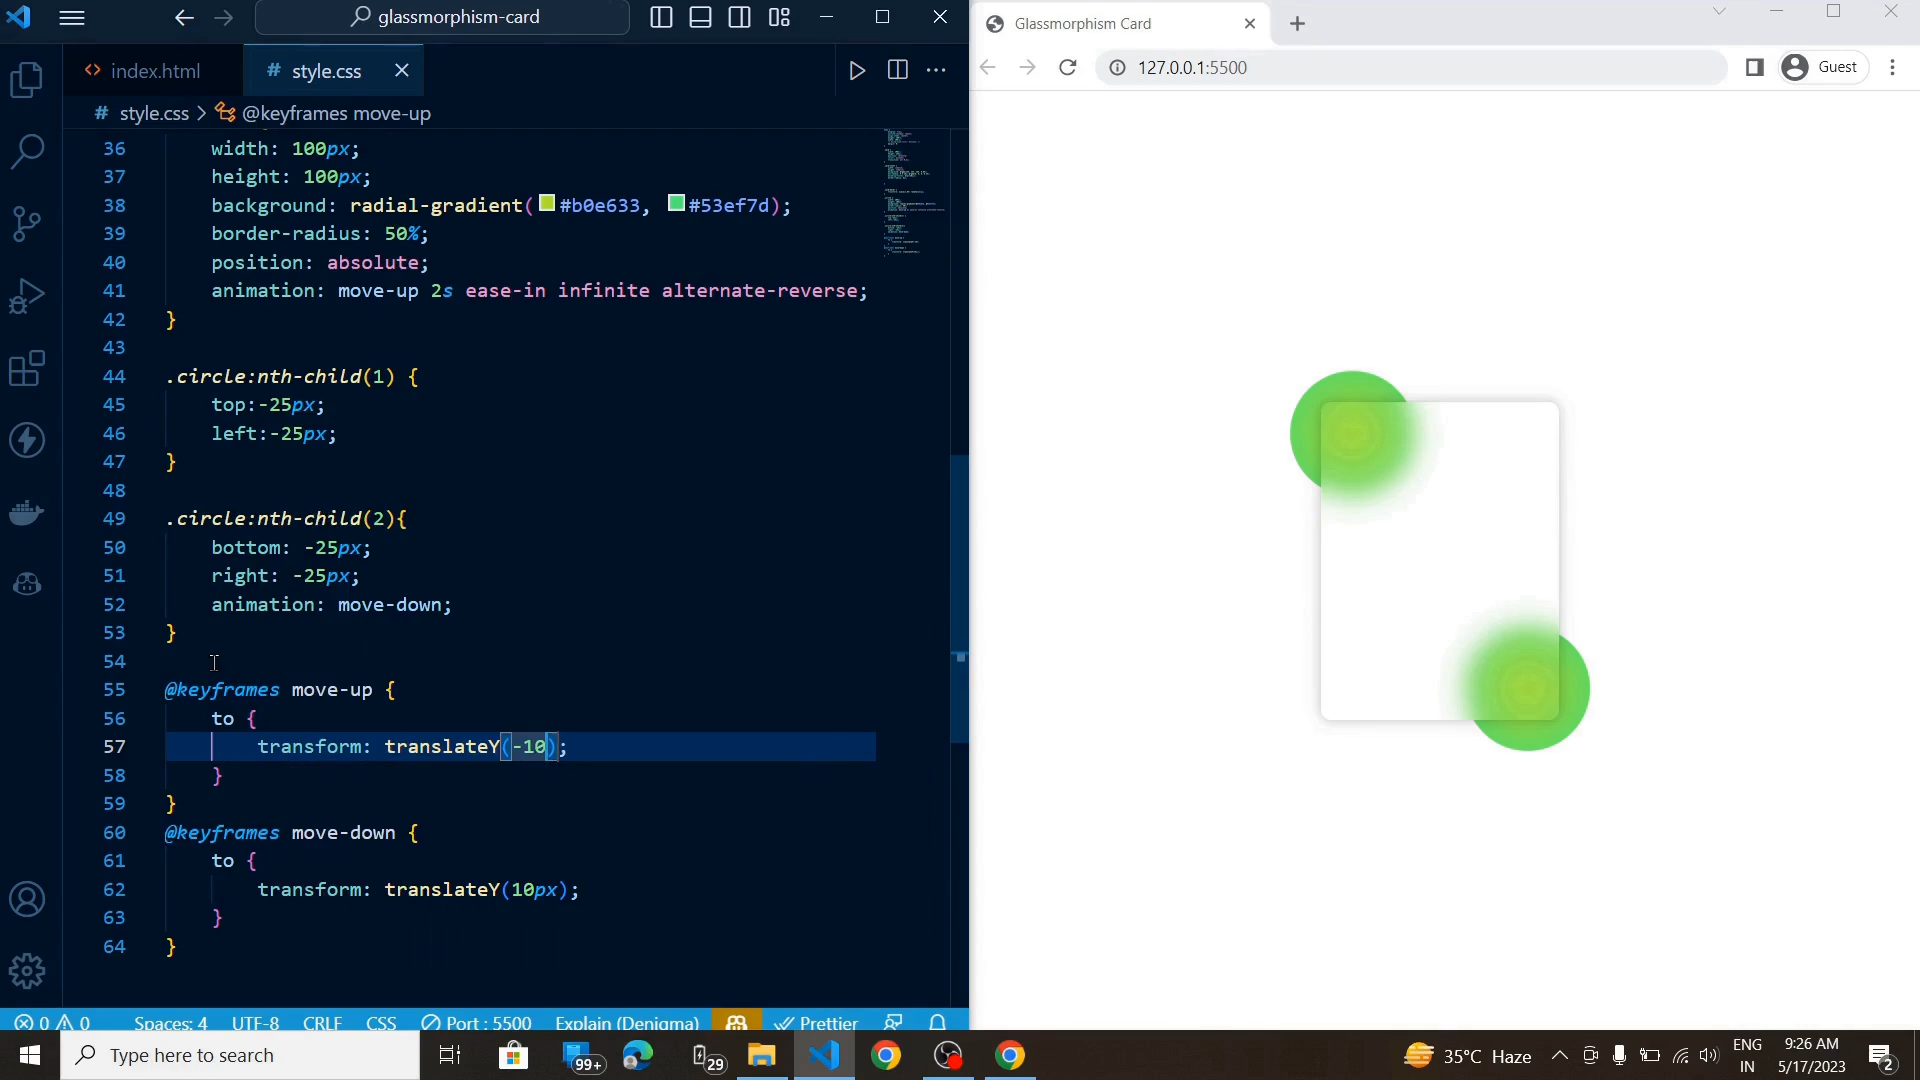 glassmorphism-card
Glassmorphism Card
index.html
style.css
127.0.0.1:5500
Guest
style.css > @keyframes move-up
36 width: 100px;
37 height: 100px;
38 background: radial-gradient(#b0e633, #53ef7d);
39 border-radius: 50%;
40 position: absolute;
41 animation: move-up 2s ease-in infinite alternate-reverse;
42 }
43
44 .circle:nth-child(1) {
45 top:-25px;
46 left:-25px;
47 }
48
49 .circle:nth-child(2){
50 bottom: -25px;
51 right: -25px;
52 animation: move-down;
53 }
54
55 @keyframes move-up {
56 to {
57 transform: translateY(-10);
58 }
59 }
60 @keyframes move-down {
61 to {
62 transform: translateY(10px);
63 }
64 }
0 0 Spaces: 4 UTF-8 CRLF CSS Port : 5500 Explain (Denigma) Prettier
Type here to search
99+
29
35°C Haze
ENG
IN
9:26 AM
5/17/2023
2